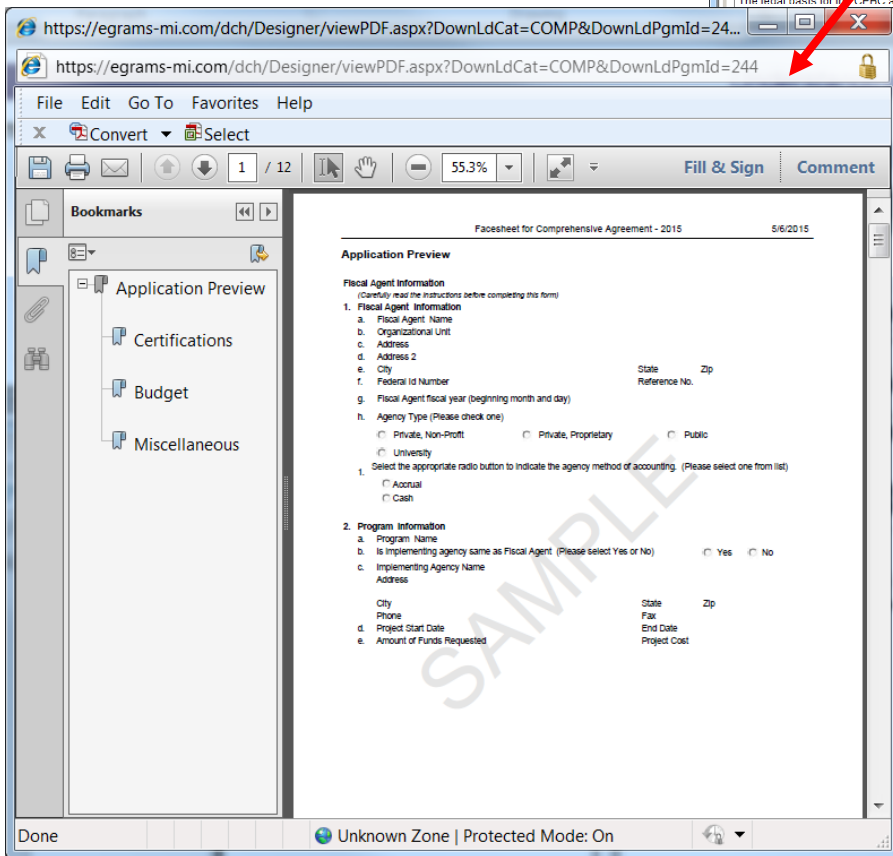 The legal basis for the CPBC a
https://egrams-mi.com/dch/Designer/viewPDF.aspx?DownLdCat=COMP&DownLdPgmId=24...
https://egrams-mi.com/dch/Designer/viewPDF.aspx?DownLdCat=COMP&DownLdPgmId=244
File Edit Go To Favorites Help
x Convert Select
1 / 12 55.3% Fill & Sign Comment
Bookmarks
Application Preview
Certifications
Budget
Miscellaneous
Facesheet for Comprehensive Agreement - 2015 5/6/2015
Application Preview
Fiscal Agent Information
(Carefully read the instructions before completing this form)
1. Fiscal Agent Information
a. Fiscal Agent Name
b. Organizational Unit
c. Address
d. Address 2
e. City State Zip
f. Federal Id Number Reference No.
g. Fiscal Agent fiscal year (beginning month and day)
h. Agency Type (Please check one)
Private, Non-Profit Private, Proprietary Public
University
1. Select the appropriate radio button to indicate the agency method of accounting. (Please select one from list)
Accrual
Cash
2. Program Information
a. Program Name
b. Is implementing agency same as Fiscal Agent (Please select Yes or No) Yes No
c. Implementing Agency Name
Address
City State Zip
Phone Fax
d. Project Start Date End Date
e. Amount of Funds Requested Project Cost
SAMPLE
Done Unknown Zone | Protected Mode: On